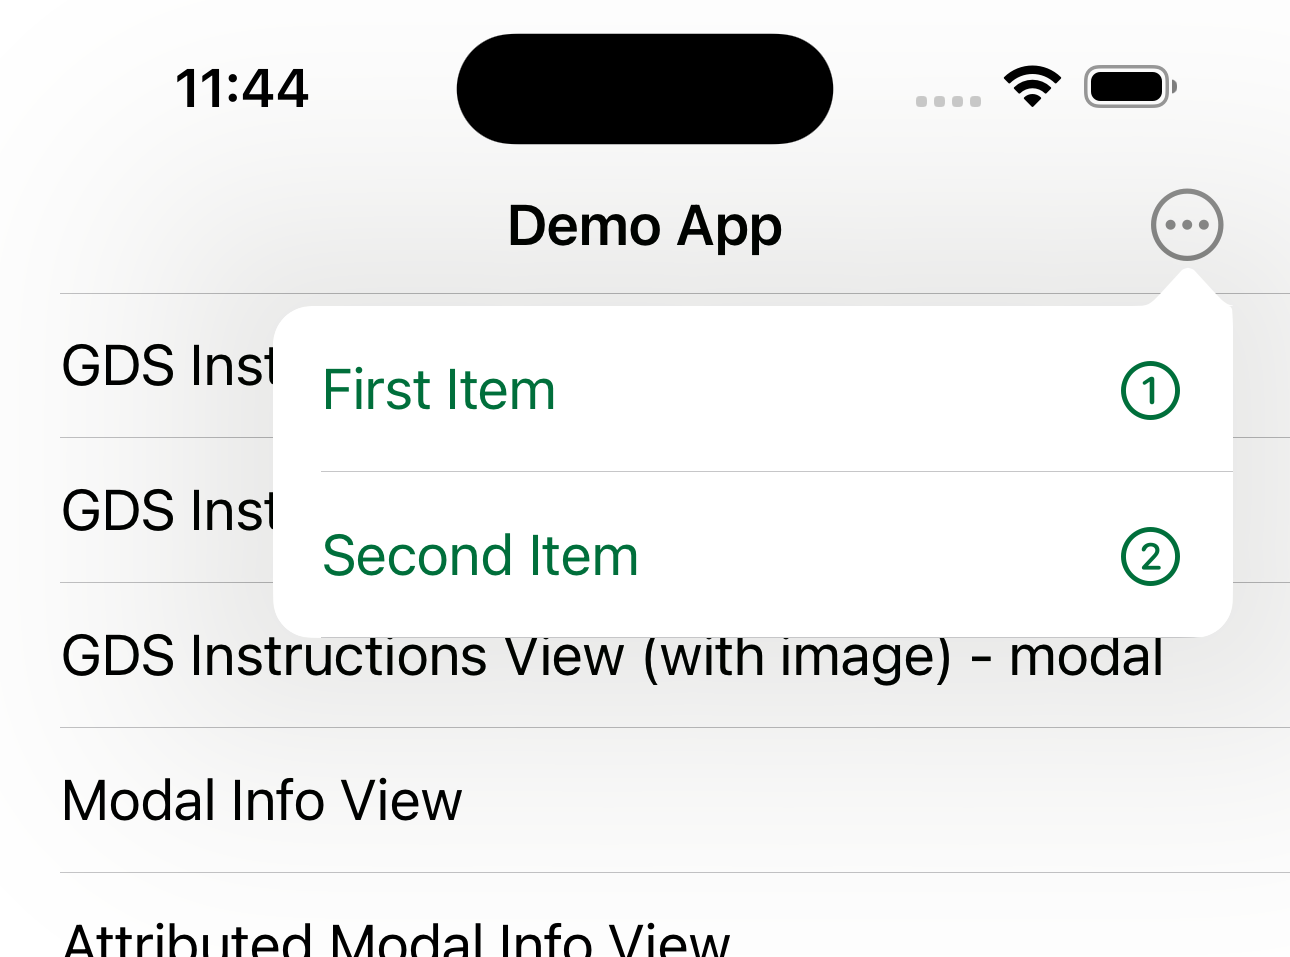 11:44
Demo App
GDS Inst
First Item 1
GDS Inst
Second Item 2
GDS Instructions View (with image) - modal
Modal Info View
Attributed Modal Info View